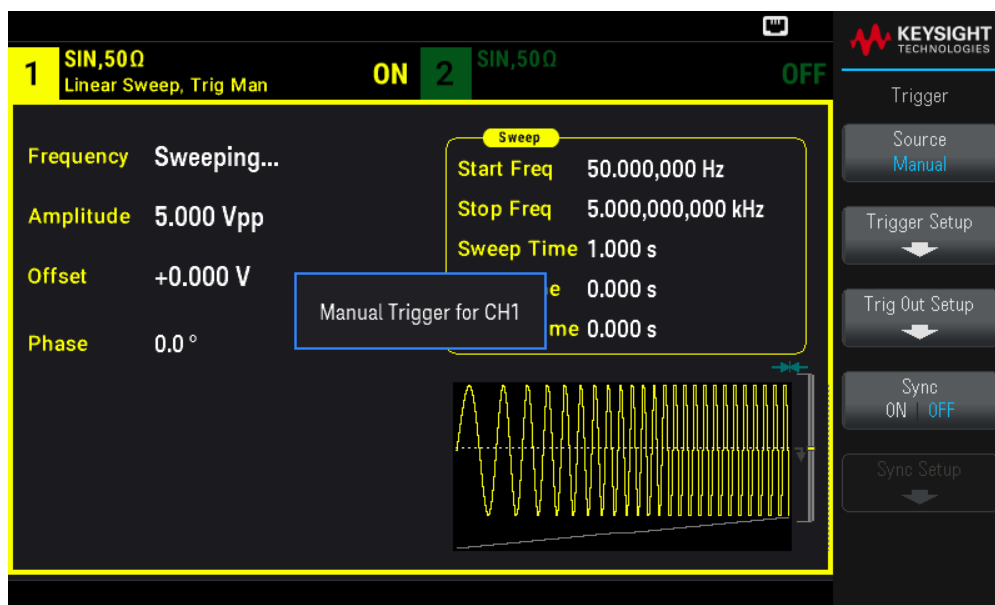 KEYSIGHT
TECHNOLOGIES
1
SIN,50Ω
Linear Sweep, Trig Man
ON
2
SIN,50Ω
OFF
Frequency Sweeping...
Amplitude 5.000 Vpp
Offset +0.000 V
Phase 0.0 °
Sweep
Start Freq 50.000,000 Hz
Stop Freq 5.000,000,000 kHz
Sweep Time 1.000 s
e 0.000 s
me 0.000 s
Manual Trigger for CH1
Trigger
Source
Manual
Trigger Setup
Trig Out Setup
Sync
ON | OFF
Sync Setup